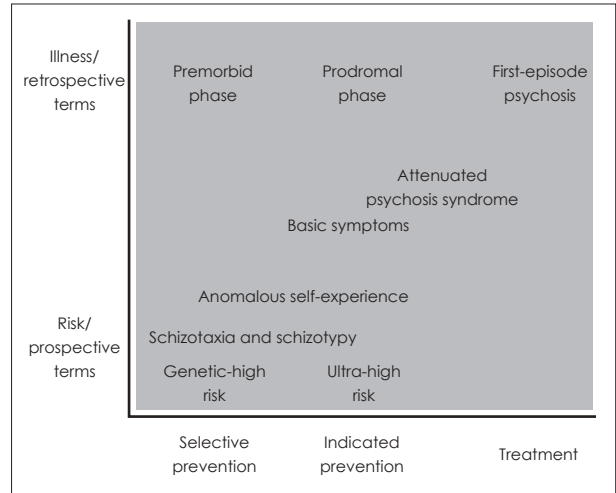 Illness/
retrospective
terms
Premorbid
phase
Prodromal
phase
First-episode
psychosis
Attenuated
psychosis syndrome
Basic symptoms
Anomalous self-experience
Risk/
prospective
terms
Schizotaxia and schizotypy
Genetic-high
risk
Ultra-high
risk
Selective
prevention
Indicated
prevention
Treatment